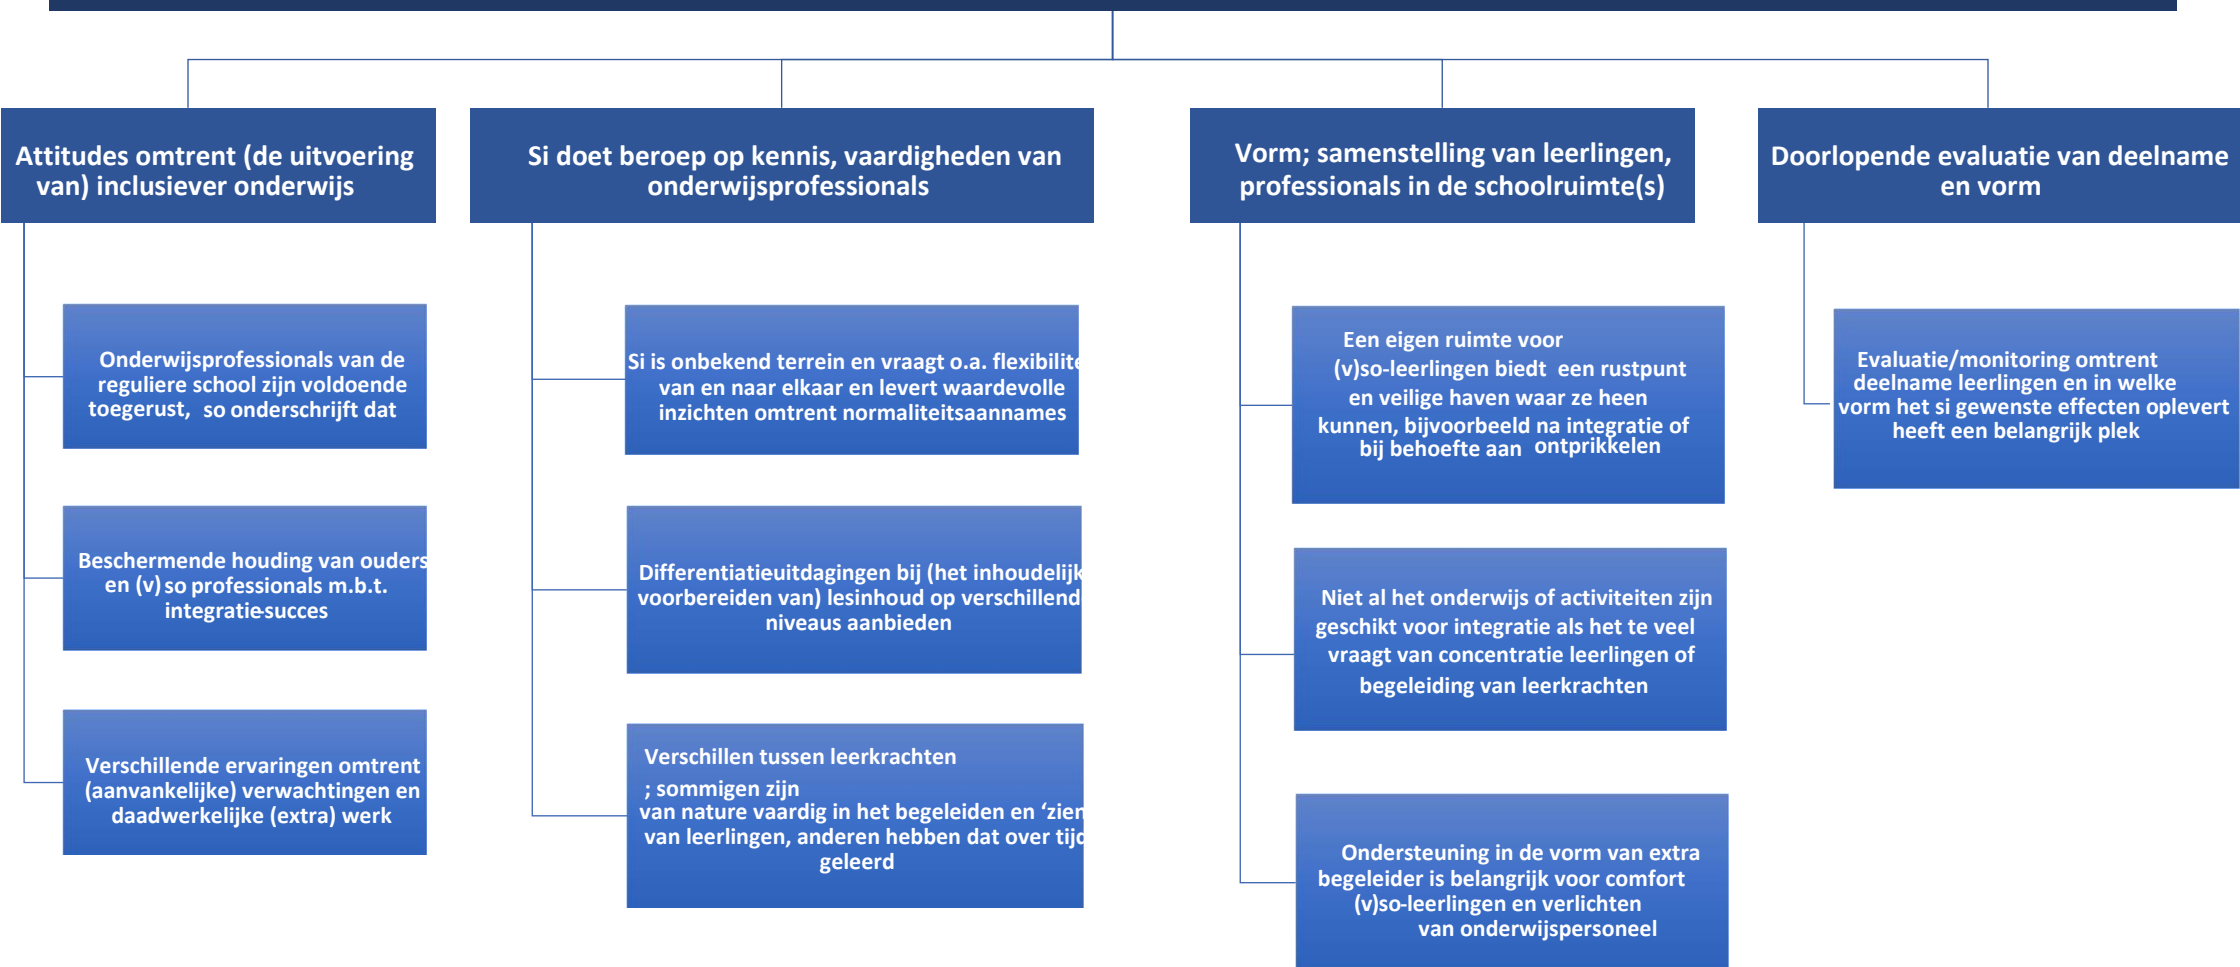 Attitudes omtrent (de uitvoering
van) inclusiever onderwijs
Onderwijsprofessionals van de
reguliere school zijn voldoende
toegerust, so onderschrijft dat
Beschermende houding van ouders
en (v) so professionals m.b.t.
integratie-succes
Verschillende ervaringen omtrent
(aanvankelijke) verwachtingen en
daadwerkelijke (extra) werk
Si doet beroep op kennis, vaardigheden van
onderwijsprofessionals
Si is onbekend terrein en vraagt o.a. flexibilite
van en naar elkaar en levert waardevolle
inzichten omtrent normaliteitsaannames
Differentiatieuitdagingen bij (het inhoudelijk
voorbereiden van) lesinhoud op verschillend
niveaus aanbieden
Verschillen tussen leerkrachten
; sommigen zijn
van nature vaardig in het begeleiden en ‘zien
van leerlingen, anderen hebben dat over tijd
geleerd
Vorm; samenstelling van leerlingen,
professionals in de schoolruimte(s)
Een eigen ruimte voor
(v)so-leerlingen biedt een rustpunt
en veilige haven waar ze heen
kunnen, bijvoorbeeld na integratie of
bij behoefte aan ontprikkelen
Niet al het onderwijs of activiteiten zijn
geschikt voor integratie als het te veel
vraagt van concentratie leerlingen of
begeleiding van leerkrachten
Ondersteuning in de vorm van extra
begeleider is belangrijk voor comfort
(v)so-leerlingen en verlichten
van onderwijspersoneel
Doorlopende evaluatie van deelname
en vorm
Evaluatie/monitoring omtrent
deelname leerlingen en in welke
vorm het si gewenste effecten oplevert
heeft een belangrijk plek